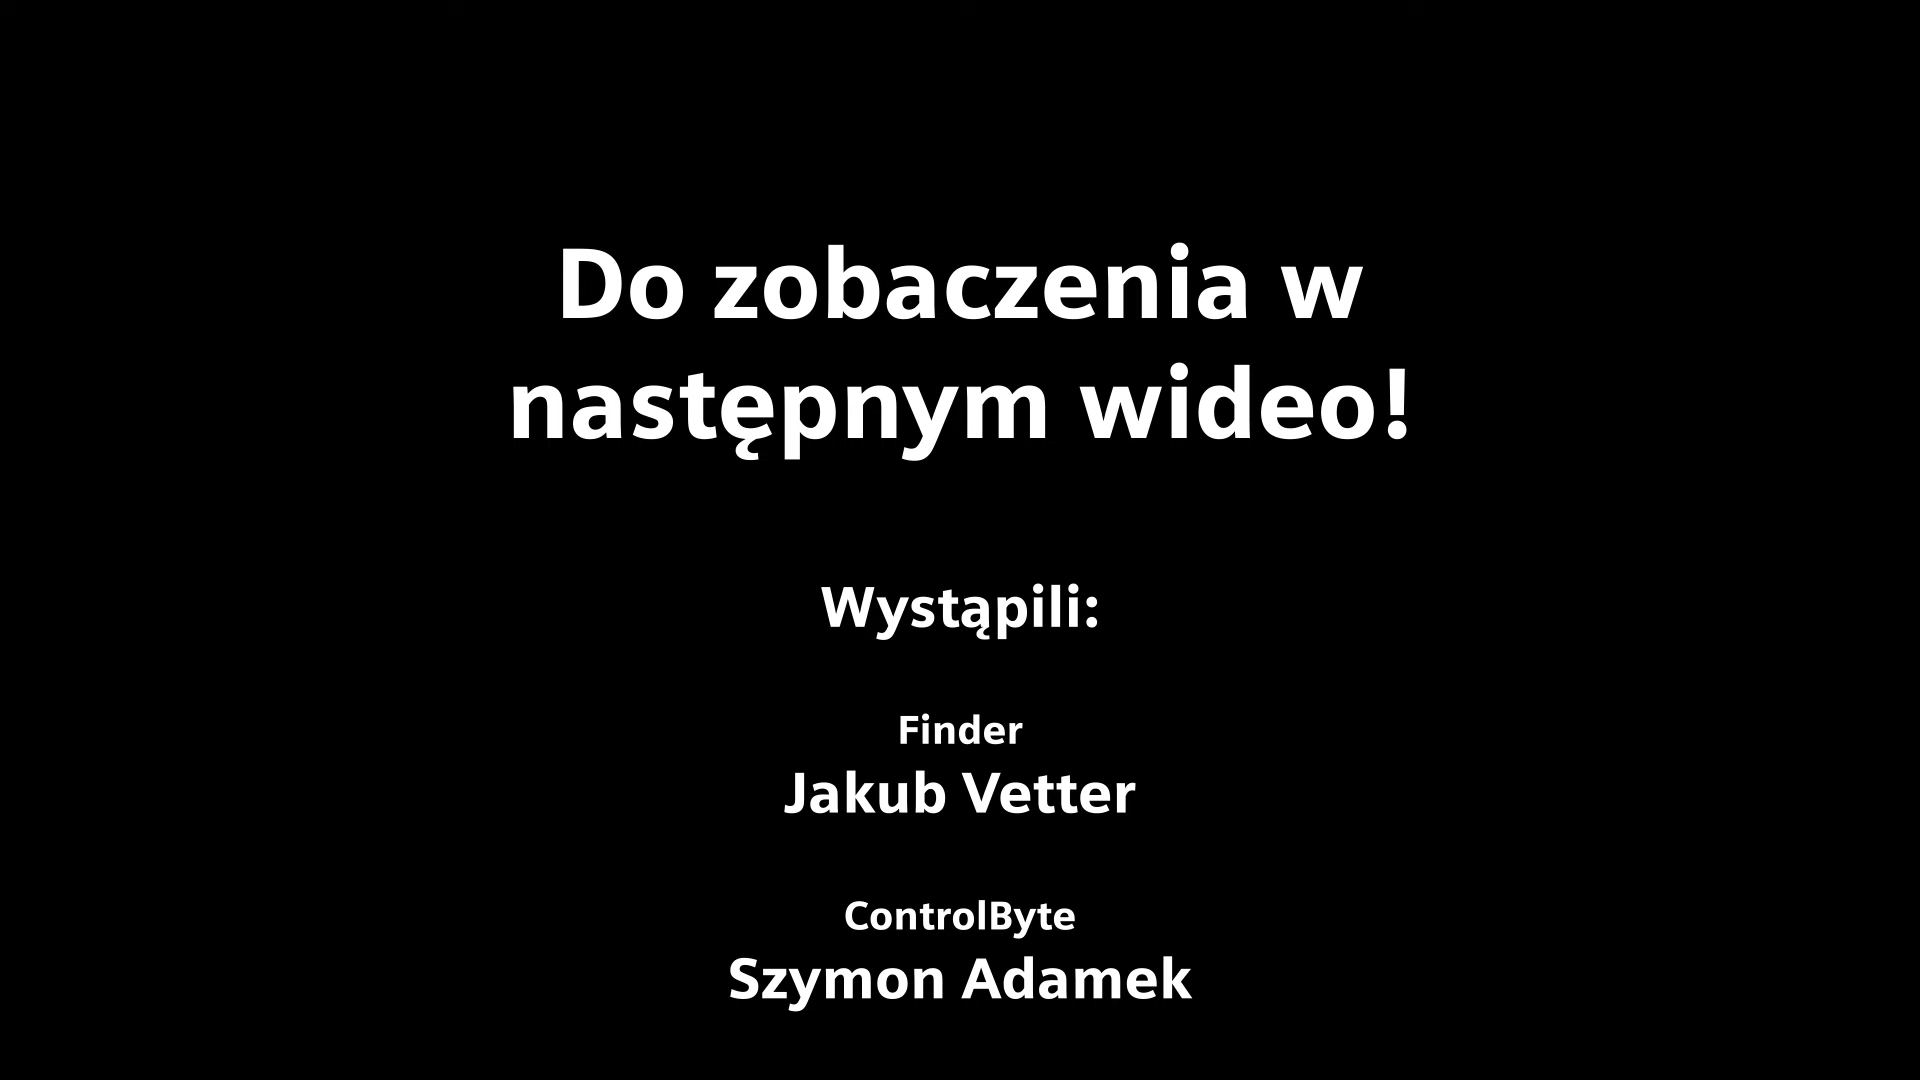 Do zobaczenia w
następnym wideo!
Wystąpili:
Finder
Jakub Vetter
ControlByte
Szymon Adamek